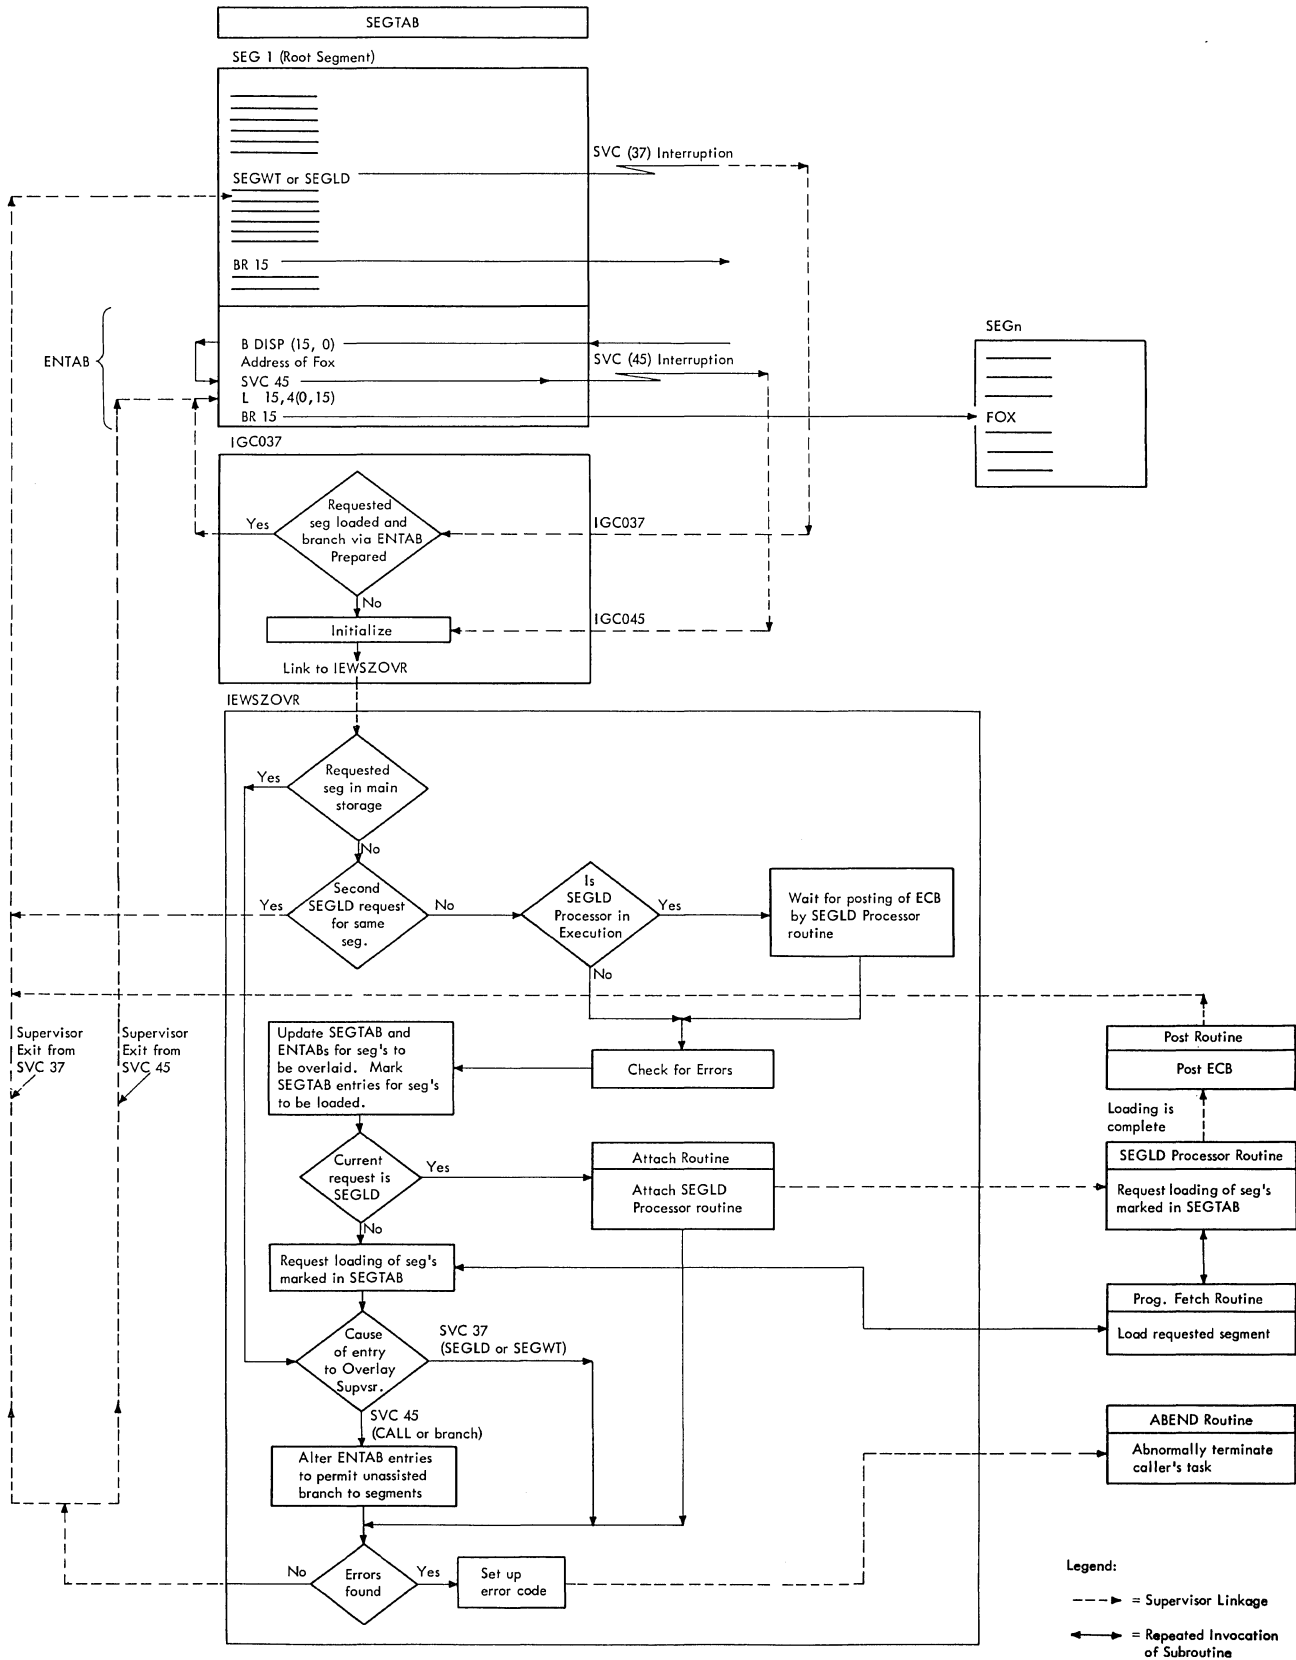 SEGTAB
SEG 1 (Root Segment)
SVC (37) Interruption
SEGWT or SEGLD
BR 15
ENTAB
B DISP (15, 0)
Address of Fox
SVC (45) Interruption
SVC 45
L 15,4(0,15)
BR 15
SEGn
FOX
IGC037
Requested
seg loaded and
branch via ENTAB
Prepared
Yes
IGC037
No
Initialize
IGC045
Link to IEWSZOVR
IEWSZOVR
Requested
seg in main
storage
Yes
No
Second
SEGLD request
for same
seg.
Yes
No
Is
SEGLD
Processor in
Execution
Yes
No
Wait for posting of ECB
by SEGLD Processor
routine
Supervisor
Exit from
SVC 37
Supervisor
Exit from
SVC 45
Update SEGTAB and
ENTABs for seg's to
be overlaid. Mark
SEGTAB entries for seg's
to be loaded.
Check for Errors
Post Routine
Post ECB
Loading is
complete
Current
request is
SEGLD
Yes
No
Attach Routine
Attach SEGLD
Processor routine
SEGLD Processor Routine
Request loading of seg's
marked in SEGTAB
Request loading of seg's
marked in SEGTAB
Prog. Fetch Routine
Load requested segment
Cause
of entry
to Overlay
Supvsr.
SVC 37
(SEGLD or SEGWT)
SVC 45
(CALL or branch)
ABEND Routine
Abnormally terminate
caller's task
Alter ENTAB entries
to permit unassisted
branch to segments
Errors
found
No
Yes
Set up
error code
Legend:
= Supervisor Linkage
= Repeated Invocation
of Subroutine